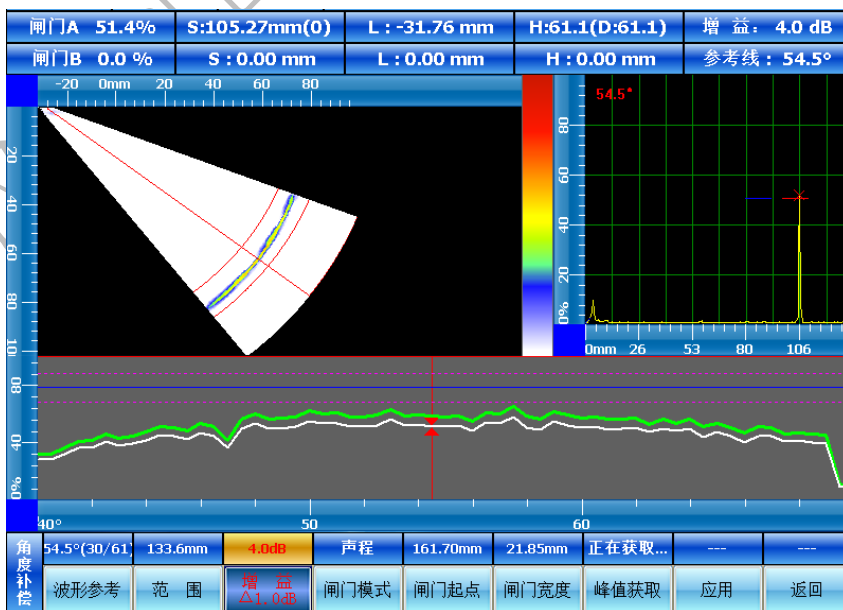 闸门A 51.4% S:105.27mm(0) L : -31.76 mm H:61.1(D:61.1) 增 益: 4.0 dB
闸门B 0.0 % S : 0.00 mm L : 0.00 mm H : 0.00 mm 参考线 : 54.5°
-20 0mm 20 40 60 80
20
40
60
80
10
54.5°
80
60
40
20
0%
0mm 26 53 80 106
80
40
0%
40° 50 60
角度补偿
54.5°(30/61) 133.6mm 4.0dB 声程 161.70mm 21.85mm 正在获取... --- ---
波形参考 范 围 增 益 闸门模式 闸门起点 闸门宽度 峰值获取 应用 返回
△1.0dB